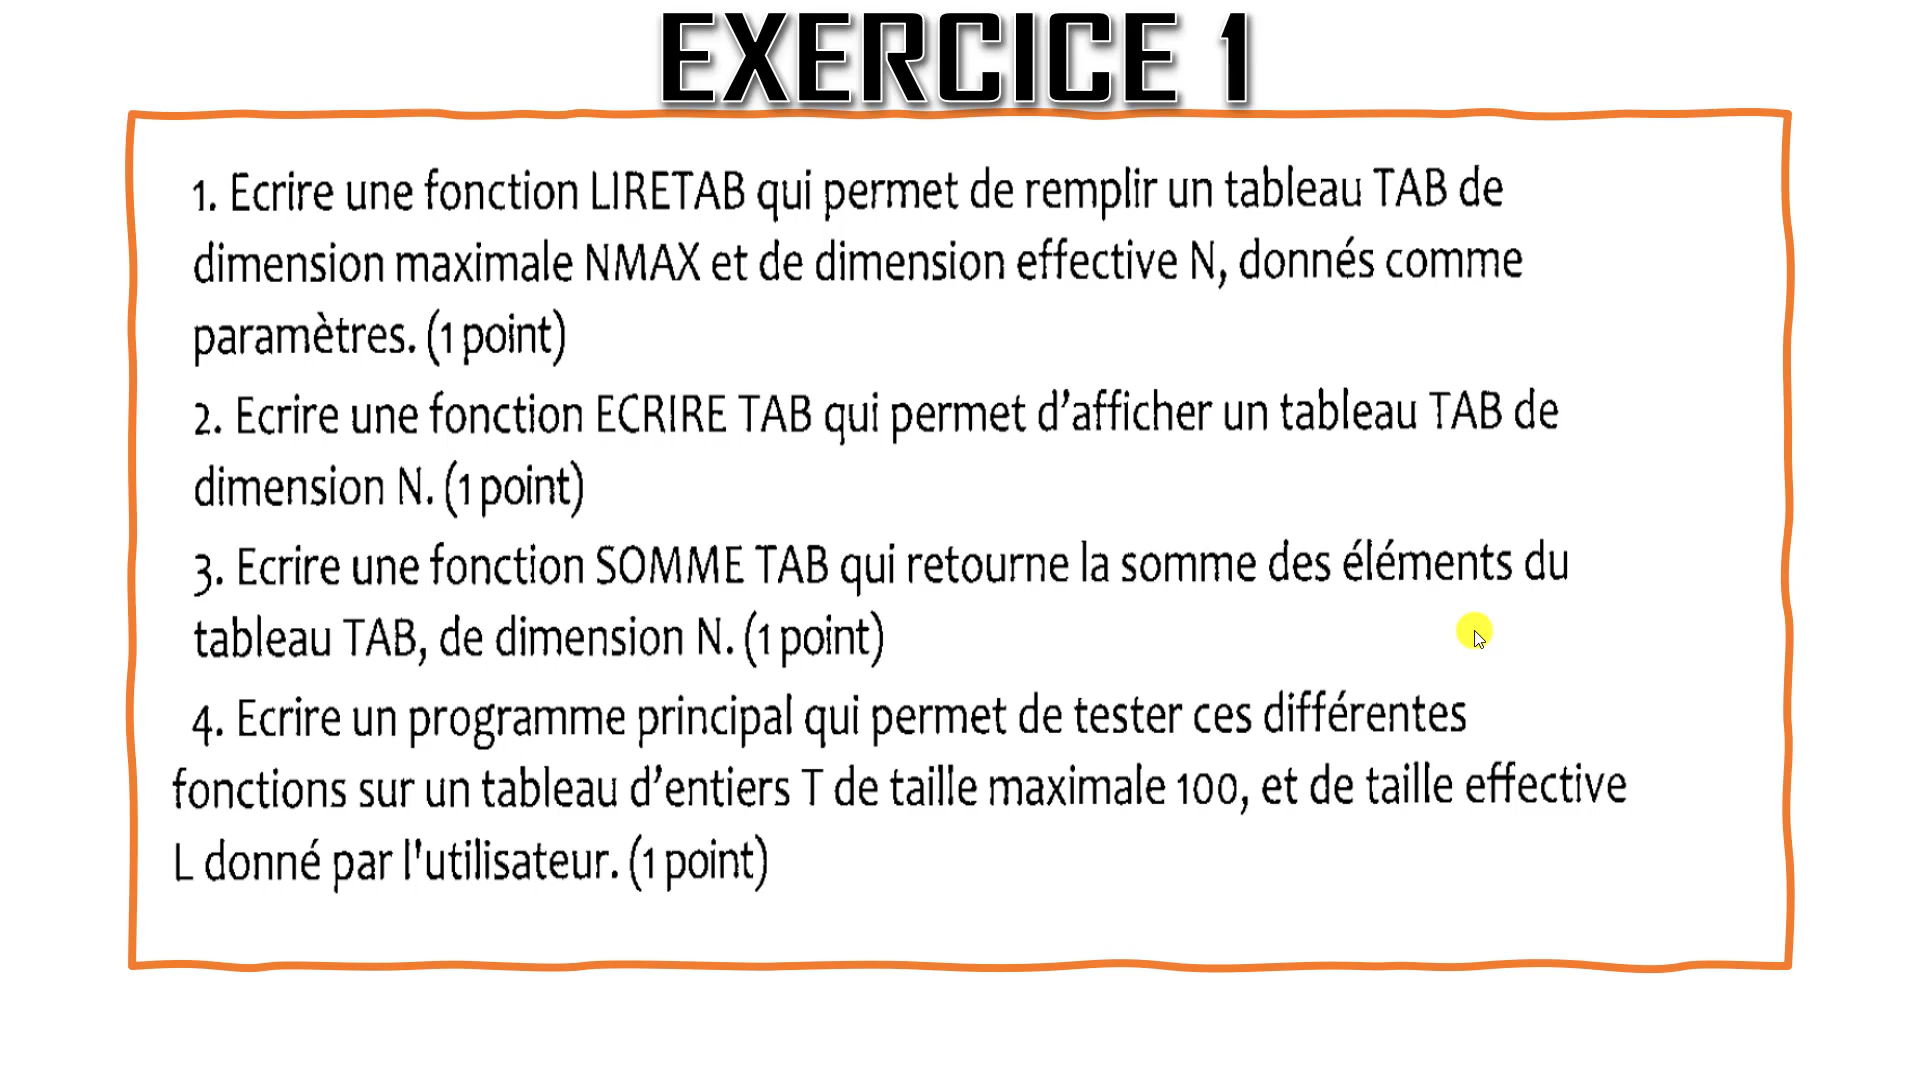 EXERCICE 1
1. Ecrire une fonction LIRETAB qui permet de remplir un tableau TAB de
dimension maximale NMAX et de dimension effective N, donnés comme
paramètres. (1 point)
2. Ecrire une fonction ECRIRE TAB qui permet d’afficher un tableau TAB de
dimension N. (1 point)
3. Ecrire une fonction SOMME TAB qui retourne la somme des éléments du
tableau TAB, de dimension N. (1 point)
4. Ecrire un programme principal qui permet de tester ces différentes
fonctions sur un tableau d’entiers T de taille maximale 100, et de taille effective
L donné par l'utilisateur. (1 point)